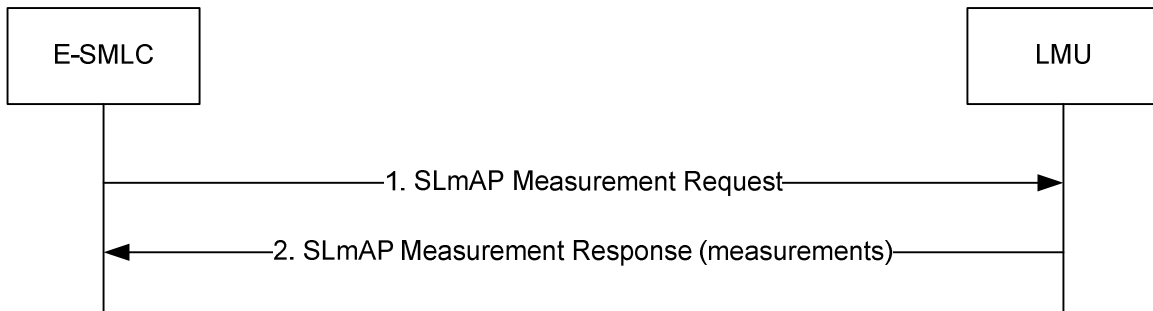 E-SMLC
LMU
1. SLmAP Measurement Request
2. SLmAP Measurement Response (measurements)